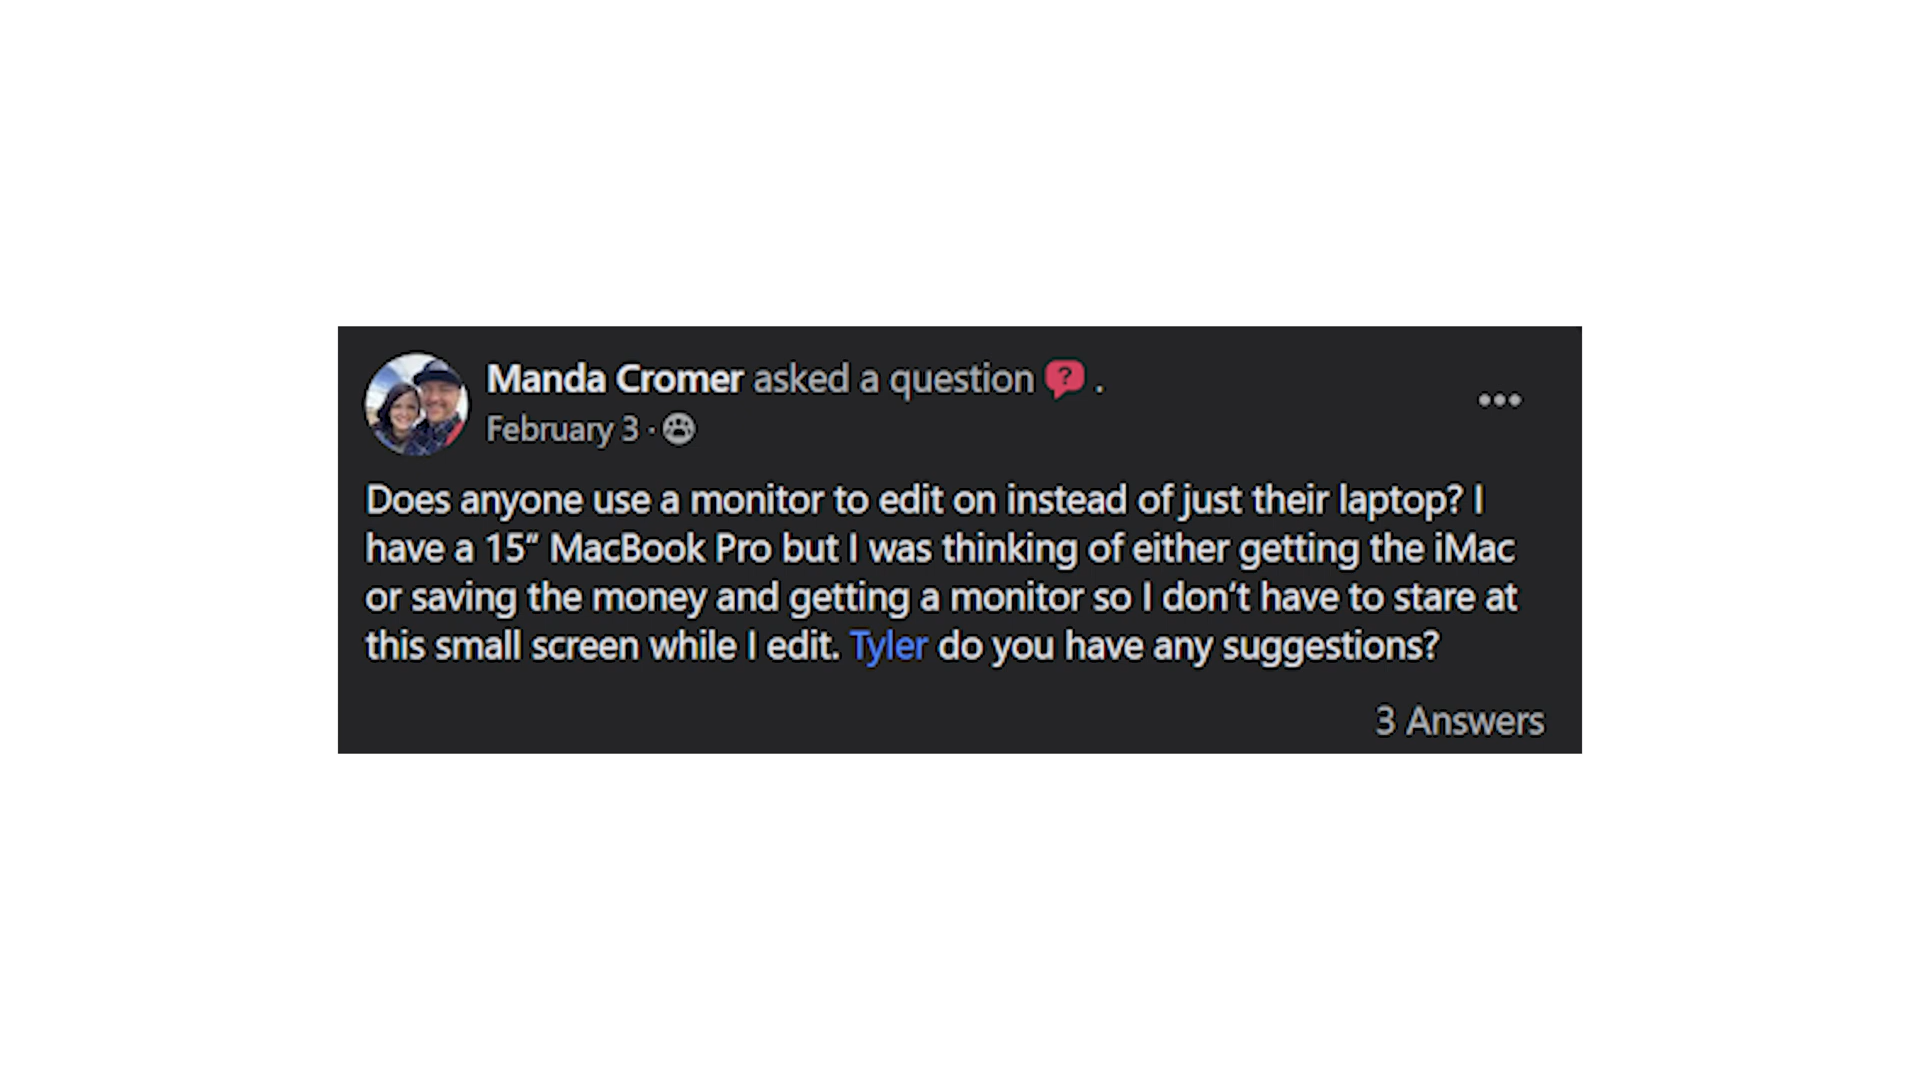 Manda Cromer asked a question ? .
February 3 ·
Does anyone use a monitor to edit on instead of just their laptop? I
have a 15“ MacBook Pro but I was thinking of either getting the iMac
or saving the money and getting a monitor so I don‘t have to stare at
this small screen while I edit. Tyler do you have any suggestions?
3 Answers